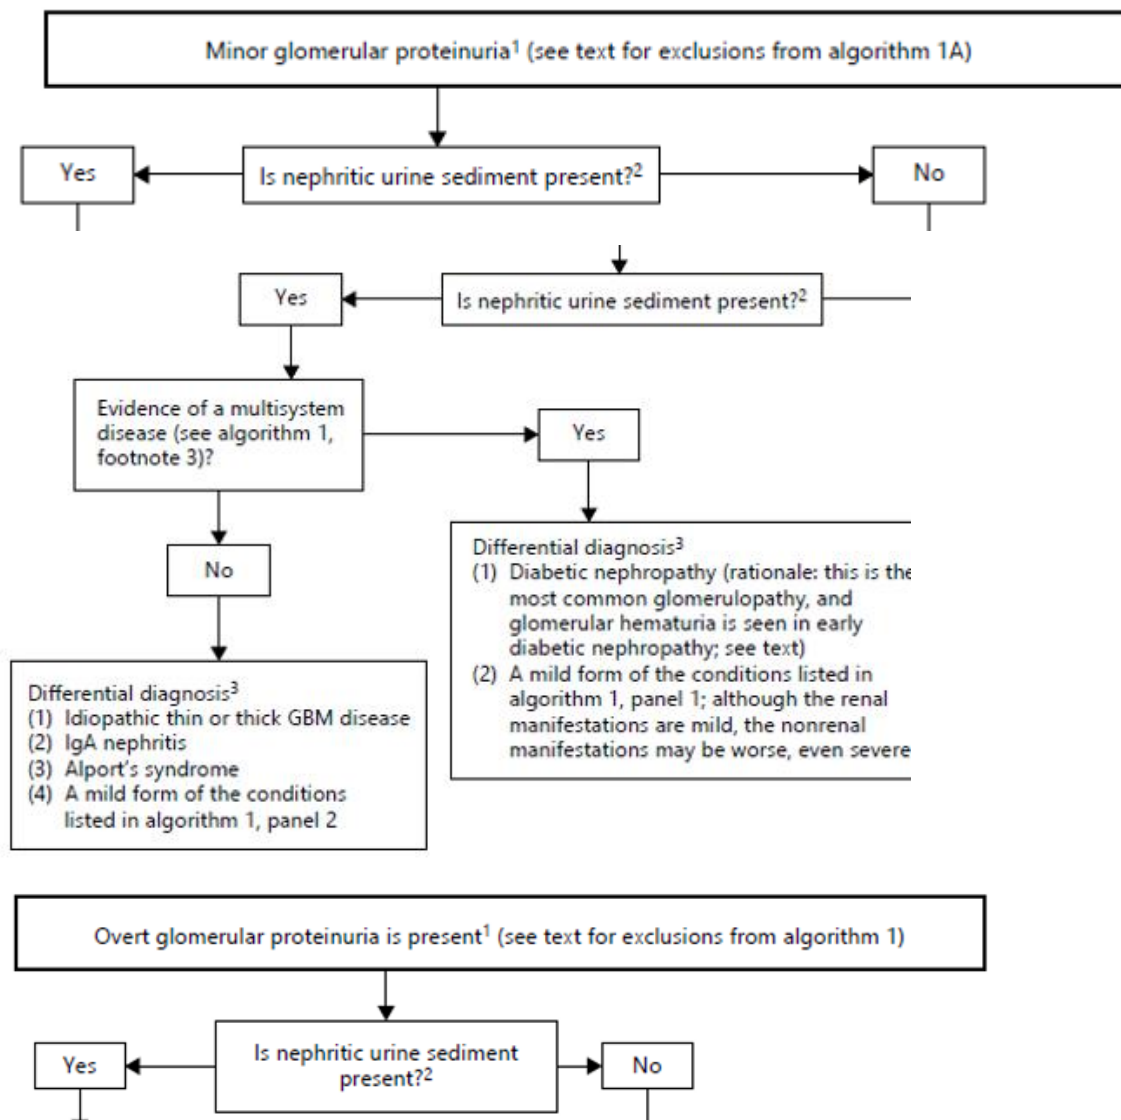 Minor glomerular proteinuria¹ (see text for exclusions from algorithm 1A)
Yes
Is nephritic urine sediment present?²
No
Yes
Is nephritic urine sediment present?²
Evidence of a multisystem
disease (see algorithm 1,
footnote 3)?
Yes
No
Differential diagnosis³
(1) Diabetic nephropathy (rationale: this is the
most common glomerulopathy, and
glomerular hematuria is seen in early
diabetic nephropathy; see text)
(2) A mild form of the conditions listed in
algorithm 1, panel 1; although the renal
manifestations are mild, the nonrenal
manifestations may be worse, even severe
Differential diagnosis³
(1) Idiopathic thin or thick GBM disease
(2) IgA nephritis
(3) Alport's syndrome
(4) A mild form of the conditions
listed in algorithm 1, panel 2
Overt glomerular proteinuria is present¹ (see text for exclusions from algorithm 1)
Yes
Is nephritic urine sediment
present?²
No